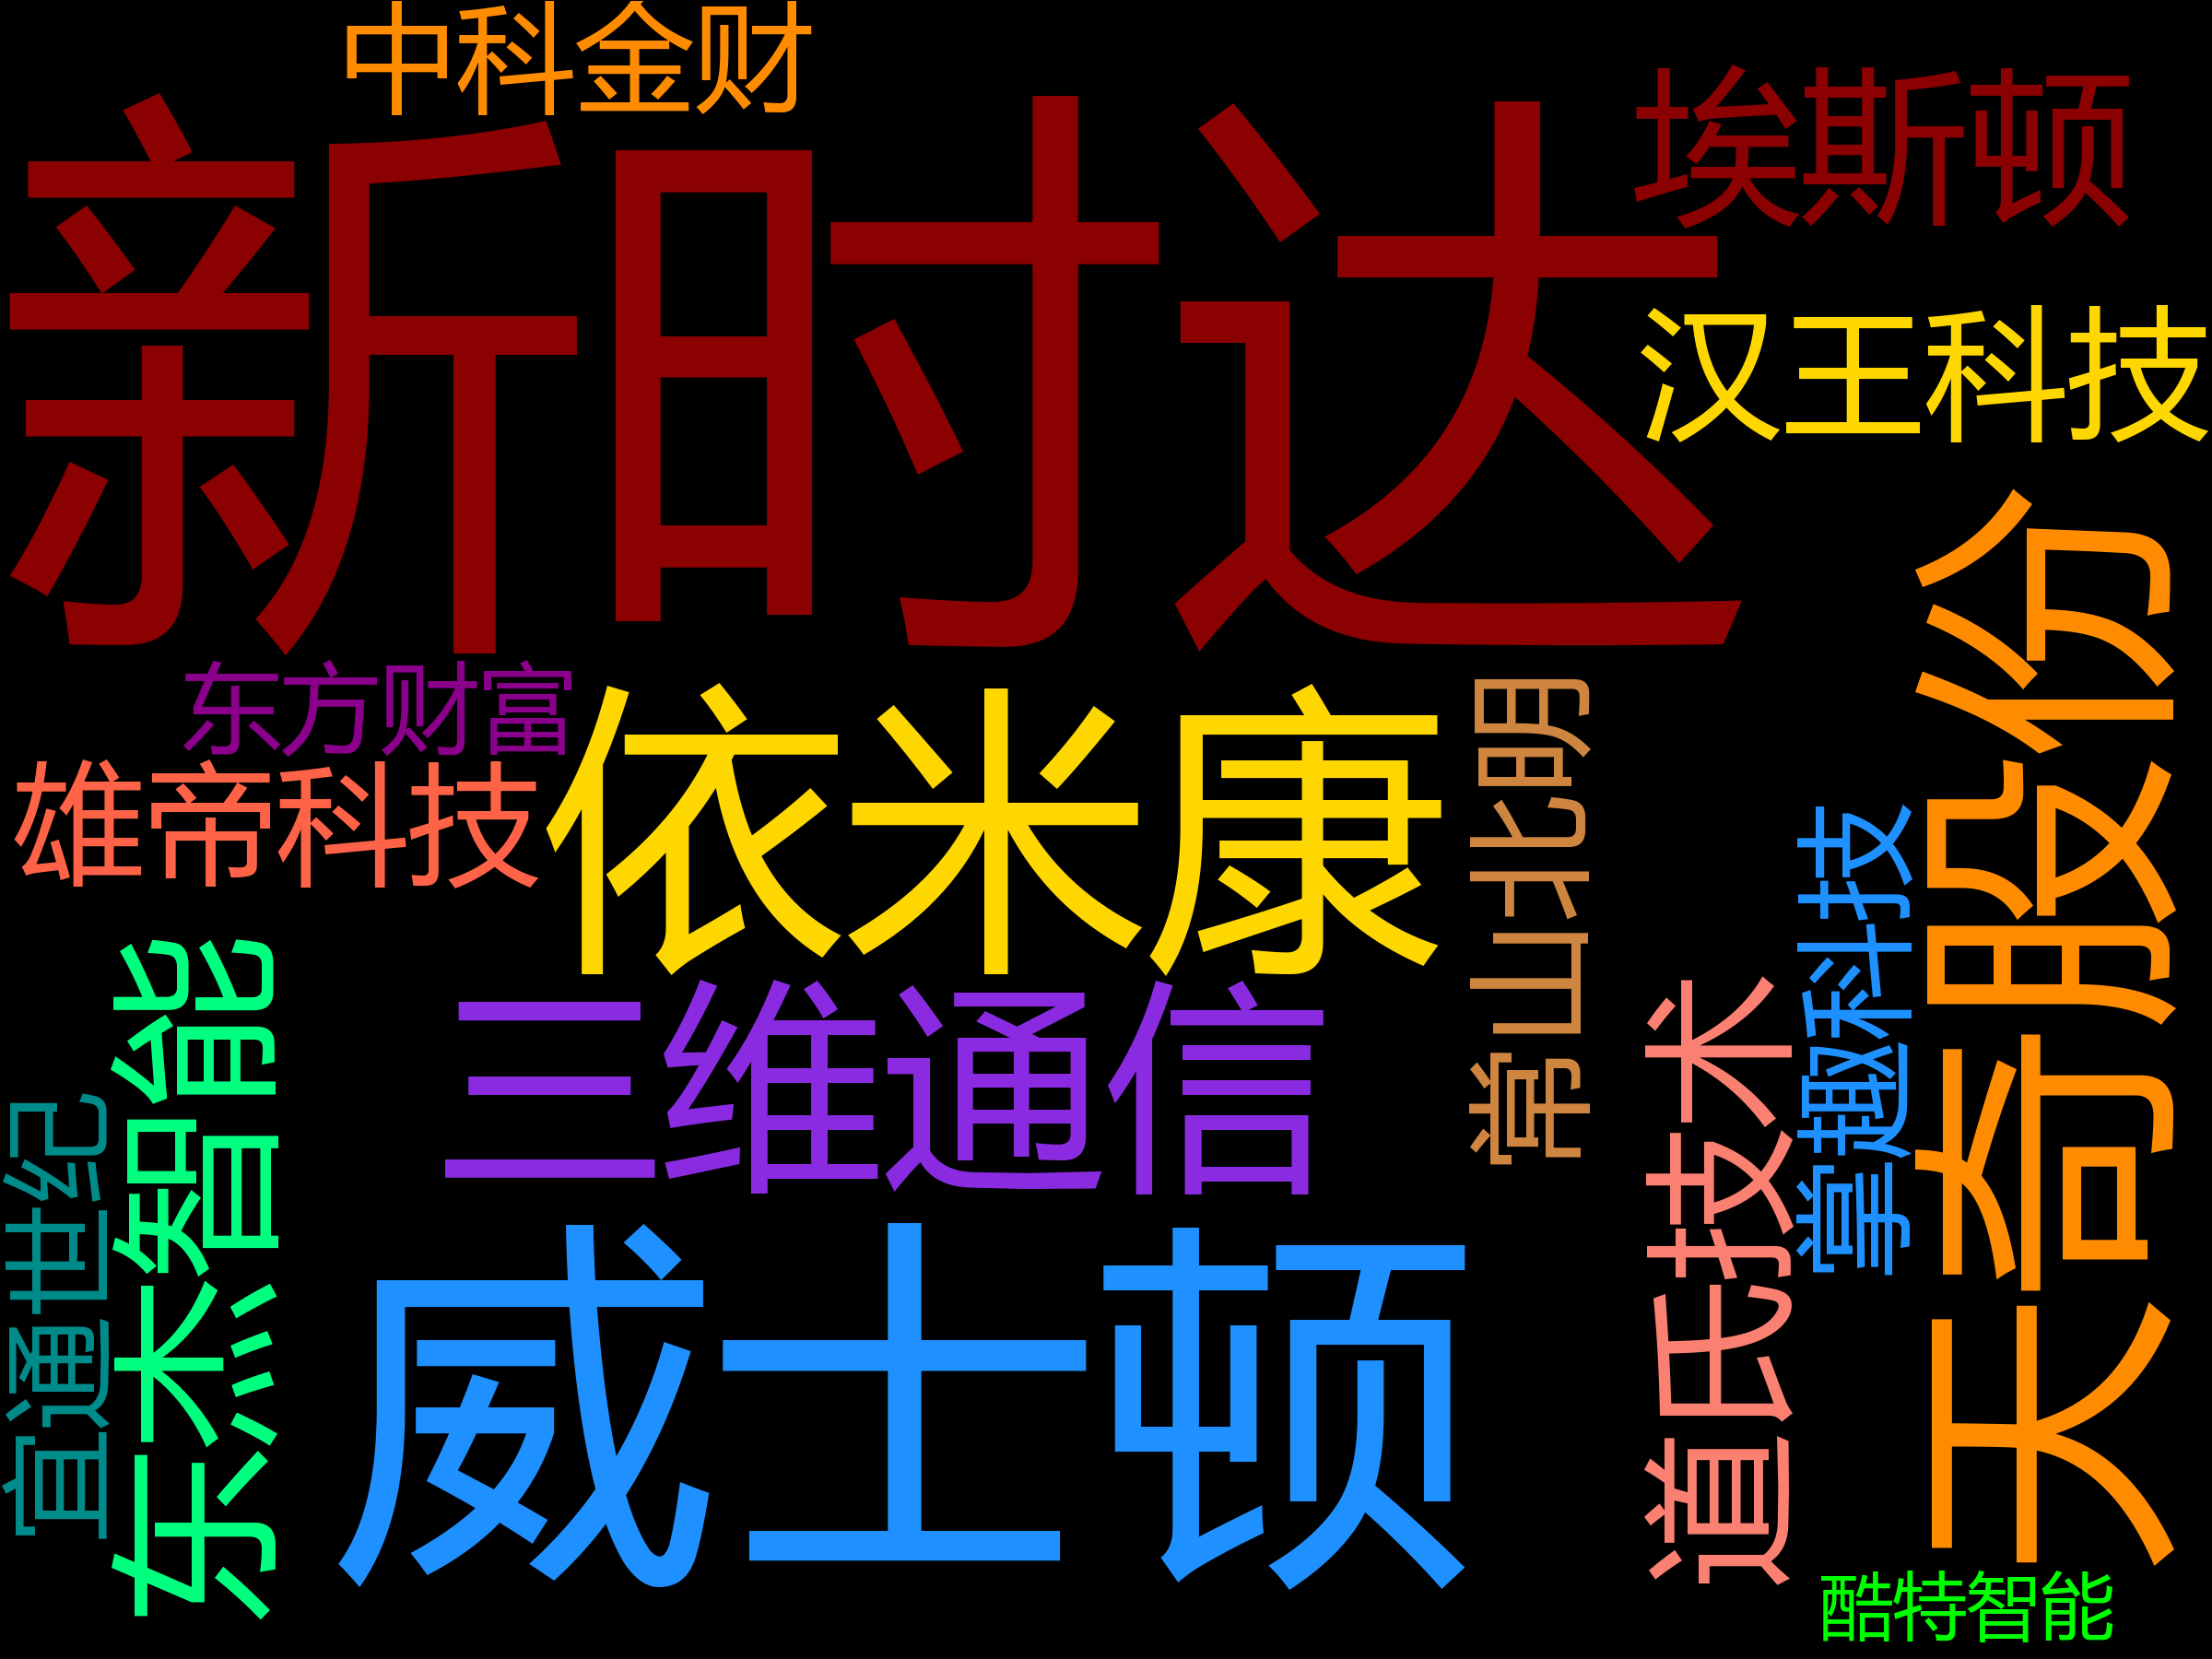 中科金财
埃斯顿
新时达
汉王科技
东方财富
依米康
维帝科技
三维通信
常山北明
掌趣科技
天奇股份
道氏技术
宜通世纪
东杰智能
威士顿
酷特智能